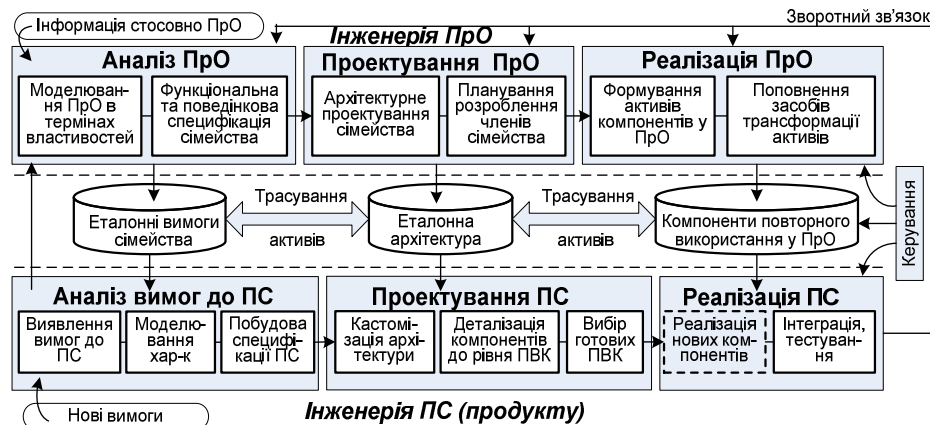 Інформація стосовно ПрО
Зворотний зв’язок
Інженерія ПрО
Аналіз ПрО
Моделюван-
ня ПрО в
термінах
властивостей
Функціональна
та поведінкова
специфікація
сімейства
Проектування ПрО
Архітектурне
проектування
сімейства
Планування
розроблення
членів
сімейства
Реалізація ПрО
Формування
активів
компонентів у
ПрО
Поповнення
засобів
трансформації
активів
Еталонні вимоги
сімейства
Трасування
активів
Еталонна
архітектура
Трасування
активів
Компоненти повторного
використання у ПрО
Керування
Аналіз вимог до ПС
Виявлення
вимог до
ПС
Моделю-
вання
хар-к
Побудова
специфі-
кації ПС
Проектування ПС
Кастомі-
зація архі-
тектури
Деталізація
компонентів
до рівня ПВК
Вибір
готових
ПВК
Реалізація ПС
Реалізація
нових ком-
понентів
Інтеграція,
тестуван-
ня
Нові вимоги
Інженерія ПС (продукту)